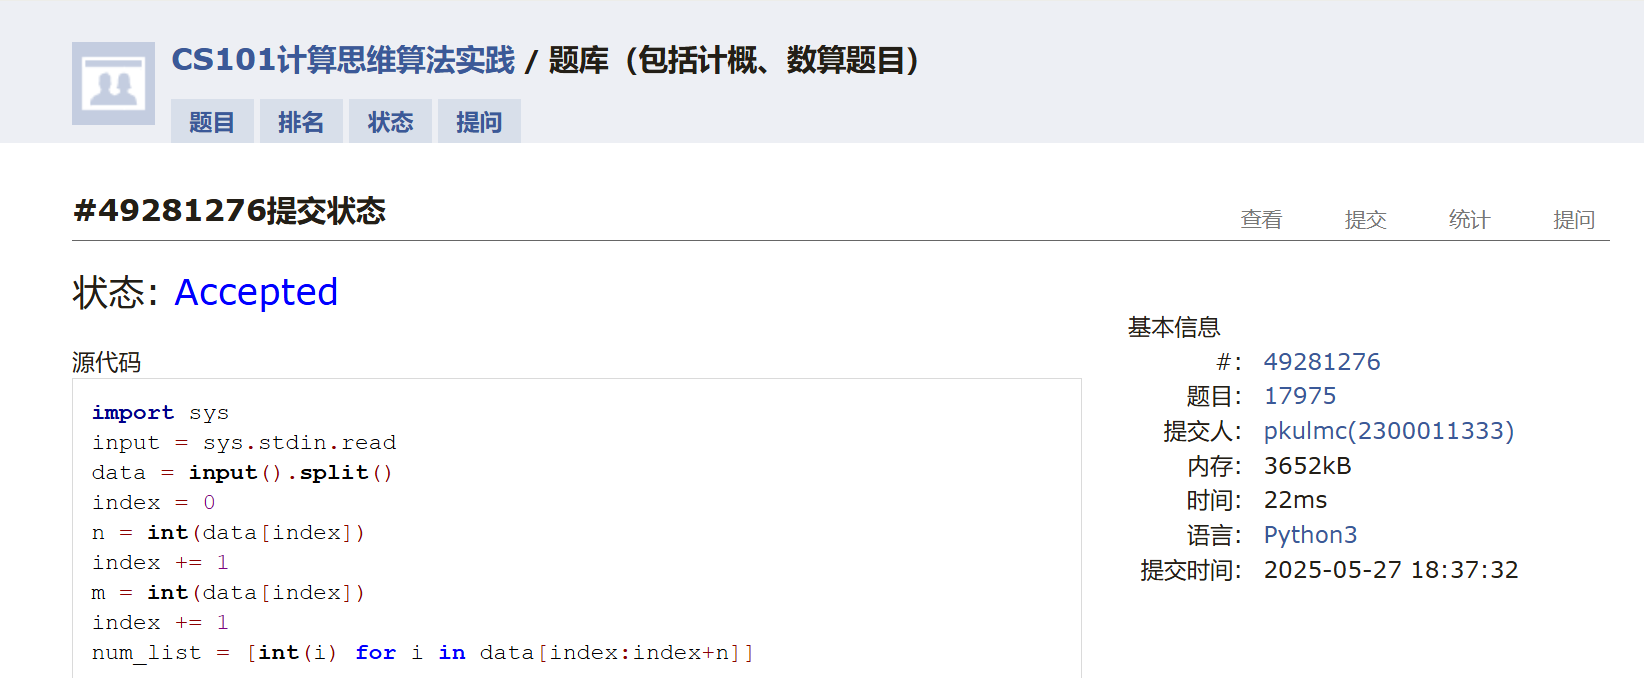 CS101计算思维算法实践 / 题库（包括计概、数算题目）
题目 排名 状态 提问
#49281276提交状态
查看 提交 统计 提问
状态: Accepted
源代码
import sys
input = sys.stdin.read
data = input().split()
index = 0
n = int(data[index])
index += 1
m = int(data[index])
index += 1
num_list = [int(i) for i in data[index:index+n]]
基本信息
#: 49281276
题目: 17975
提交人: pkulmc(2300011333)
内存: 3652kB
时间: 22ms
语言: Python3
提交时间: 2025-05-27 18:37:32